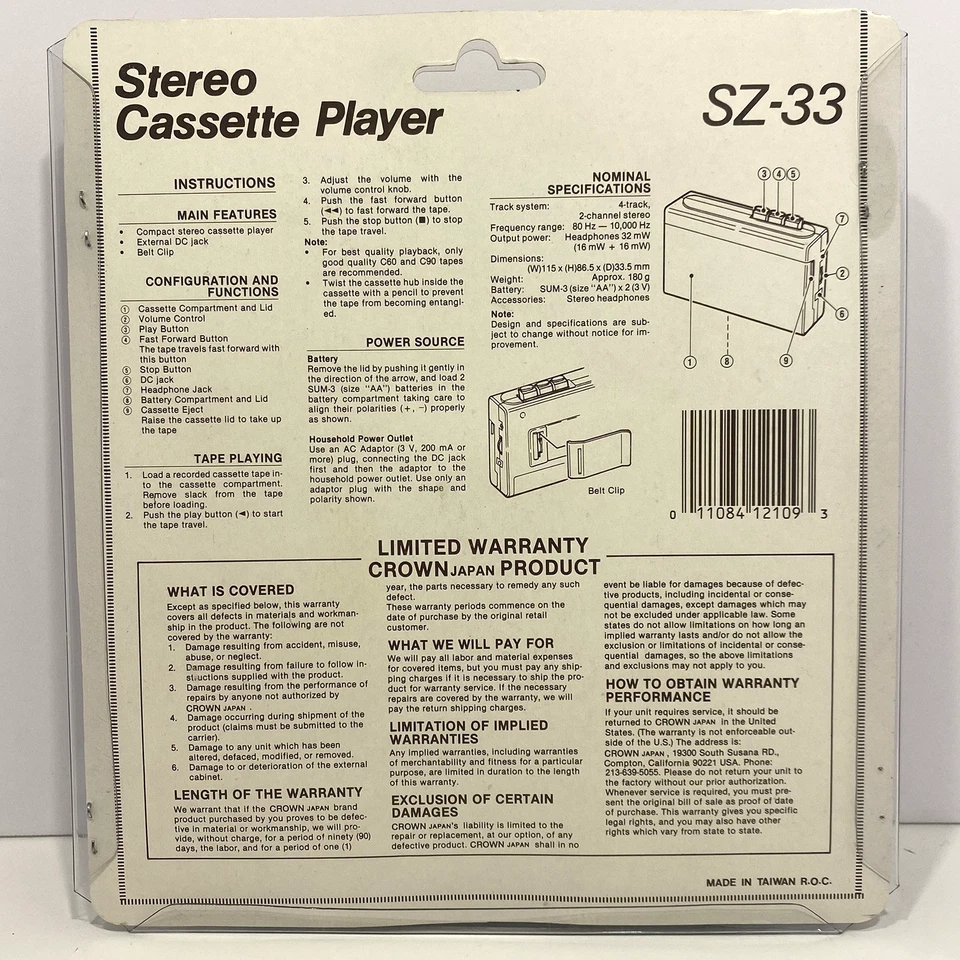 Stereo
Cassette Player
SZ-33
INSTRUCTIONS
MAIN FEATURES
• Compact stereo cassette player
• External DC jack
• Belt Clip
CONFIGURATION AND
FUNCTIONS
① Cassette Compartment and Lid
② Volume Control
③ Play Button
④ Fast Forward Button
The tape travels fast forward with
this button
⑤ Stop Button
⑥ DC jack
⑦ Headphone Jack
⑧ Battery Compartment and Lid
⑨ Cassette Eject
Raise the cassette lid to take up
the tape
TAPE PLAYING
1. Load a recorded cassette tape in-
to the cassette compartment.
Remove slack from the tape
before loading.
2. Push the play button (◄) to start
the tape travel.
3. Adjust the volume with the
volume control knob.
4. Push the fast forward button
(◄◄) to fast forward the tape.
5. Push the stop button (■) to stop
the tape travel.
Note:
• For best quality playback, only
good quality C60 and C90 tapes
are recommended.
• Twist the cassette hub inside the
cassette with a pencil to prevent
the tape from becoming entangl-
ed.
POWER SOURCE
Battery
Remove the lid by pushing it gently in
the direction of the arrow, and load 2
SUM-3 (size "AA") batteries in the
battery compartment taking care to
align their polarities (+, −) properly
as shown.
Household Power Outlet
Use an AC Adaptor (3 V, 200 mA or
more) plug, connecting the DC jack
first and then the adaptor to the
household power outlet. Use only an
adaptor plug with the shape and
polarity shown.
NOMINAL
SPECIFICATIONS
Track system: 4-track,
2-channel stereo
Frequency range: 80 Hz — 10,000 Hz
Output power: Headphones 32 mW
(16 mW + 16 mW)
Dimensions:
(W)115 x (H)86.5 x (D)33.5 mm
Weight: Approx. 180 g
Battery: SUM-3 (size "AA") x 2 (3 V)
Accessories: Stereo headphones
Note:
Design and specifications are sub-
ject to change without notice for im-
provement.
③ ④ ⑤
⑦
②
⑥
① ⑧ ⑨
Belt Clip
0 11084 12109 3
LIMITED WARRANTY
CROWN JAPAN PRODUCT
WHAT IS COVERED
Except as specified below, this warranty
covers all defects in materials and workman-
ship in the product. The following are not
covered by the warranty:
1. Damage resulting from accident, misuse,
abuse, or neglect.
2. Damage resulting from failure to follow in-
structions supplied with the product.
3. Damage resulting from the performance of
repairs by anyone not authorized by
CROWN JAPAN .
4. Damage occurring during shipment of the
product (claims must be submitted to the
carrier).
5. Damage to any unit which has been
altered, defaced, modified, or removed.
6. Damage to or deterioration of the external
cabinet.
LENGTH OF THE WARRANTY
We warrant that if the CROWN JAPAN brand
product purchased by you proves to be defec-
tive in material or workmanship, we will pro-
vide, without charge, for a period of ninety (90)
days, the labor, and for a period of one (1)
year, the parts necessary to remedy any such
defect.
These warranty periods commence on the
date of purchase by the original retail
customer.
WHAT WE WILL PAY FOR
We will pay all labor and material expenses
for covered items, but you must pay any ship-
ping charges if it is necessary to ship the pro-
duct for warranty service. If the necessary
repairs are covered by the warranty, we will
pay the return shipping charges.
LIMITATION OF IMPLIED
WARRANTIES
Any implied warranties, including warranties
of merchantability and fitness for a particular
purpose, are limited in duration to the length
of this warranty.
EXCLUSION OF CERTAIN
DAMAGES
CROWN JAPAN'S liability is limited to the
repair or replacement, at our option, of any
defective product. CROWN JAPAN shall in no
event be liable for damages because of defec-
tive products, including incidental or conse-
quential damages, except damages which may
not be excluded under applicable law. Some
states do not allow limitations on how long an
implied warranty lasts and/or do not allow the
exclusion or limitations of incidental or conse-
quential damages, so the above limitations
and exclusions may not apply to you.
HOW TO OBTAIN WARRANTY
PERFORMANCE
If your unit requires service, it should be
returned to CROWN JAPAN in the United
States. (The warranty is not enforceable out-
side of the U.S.) The address is:
CROWN JAPAN , 19300 South Susana RD.,
Compton, California 90221 USA. Phone:
213-639-5055. Please do not return your unit to
the factory without our prior authorization.
Whenever service is required, you must pre-
sent the original bill of sale as proof of date
of purchase. This warranty gives you specific
legal rights, and you may also have other
rights which vary from state to state.
MADE IN TAIWAN R.O.C.